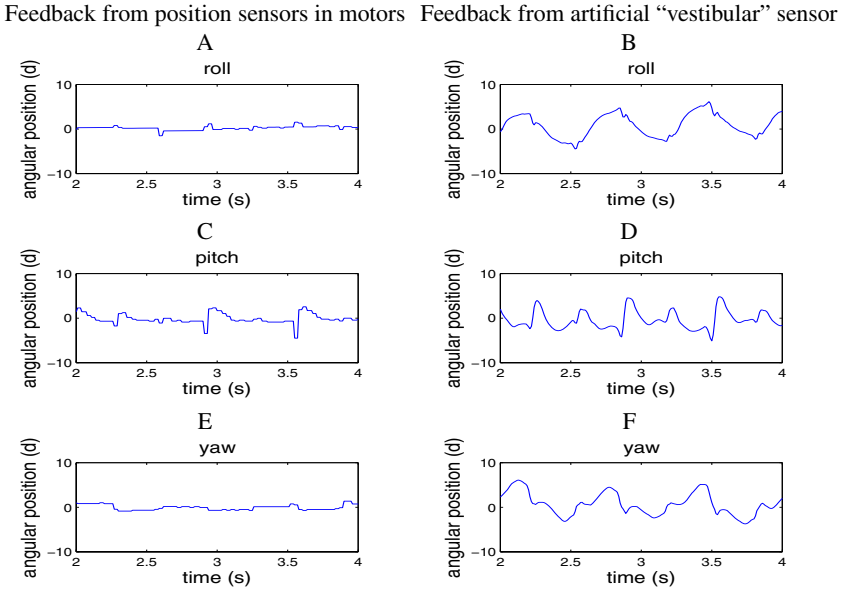 Feedback from position sensors in motors Feedback from artificial “vestibular” sensor
A
roll
angular position (d)
10
0
−10
2 2.5 3 3.5 4
time (s)
B
roll
angular position (d)
10
0
−10
2 2.5 3 3.5 4
time (s)
C
pitch
angular position (d)
10
0
−10
2 2.5 3 3.5 4
time (s)
D
pitch
angular position (d)
10
0
−10
2 2.5 3 3.5 4
time (s)
E
yaw
angular position (d)
10
0
−10
2 2.5 3 3.5 4
time (s)
F
yaw
angular position (d)
10
0
−10
2 2.5 3 3.5 4
time (s)